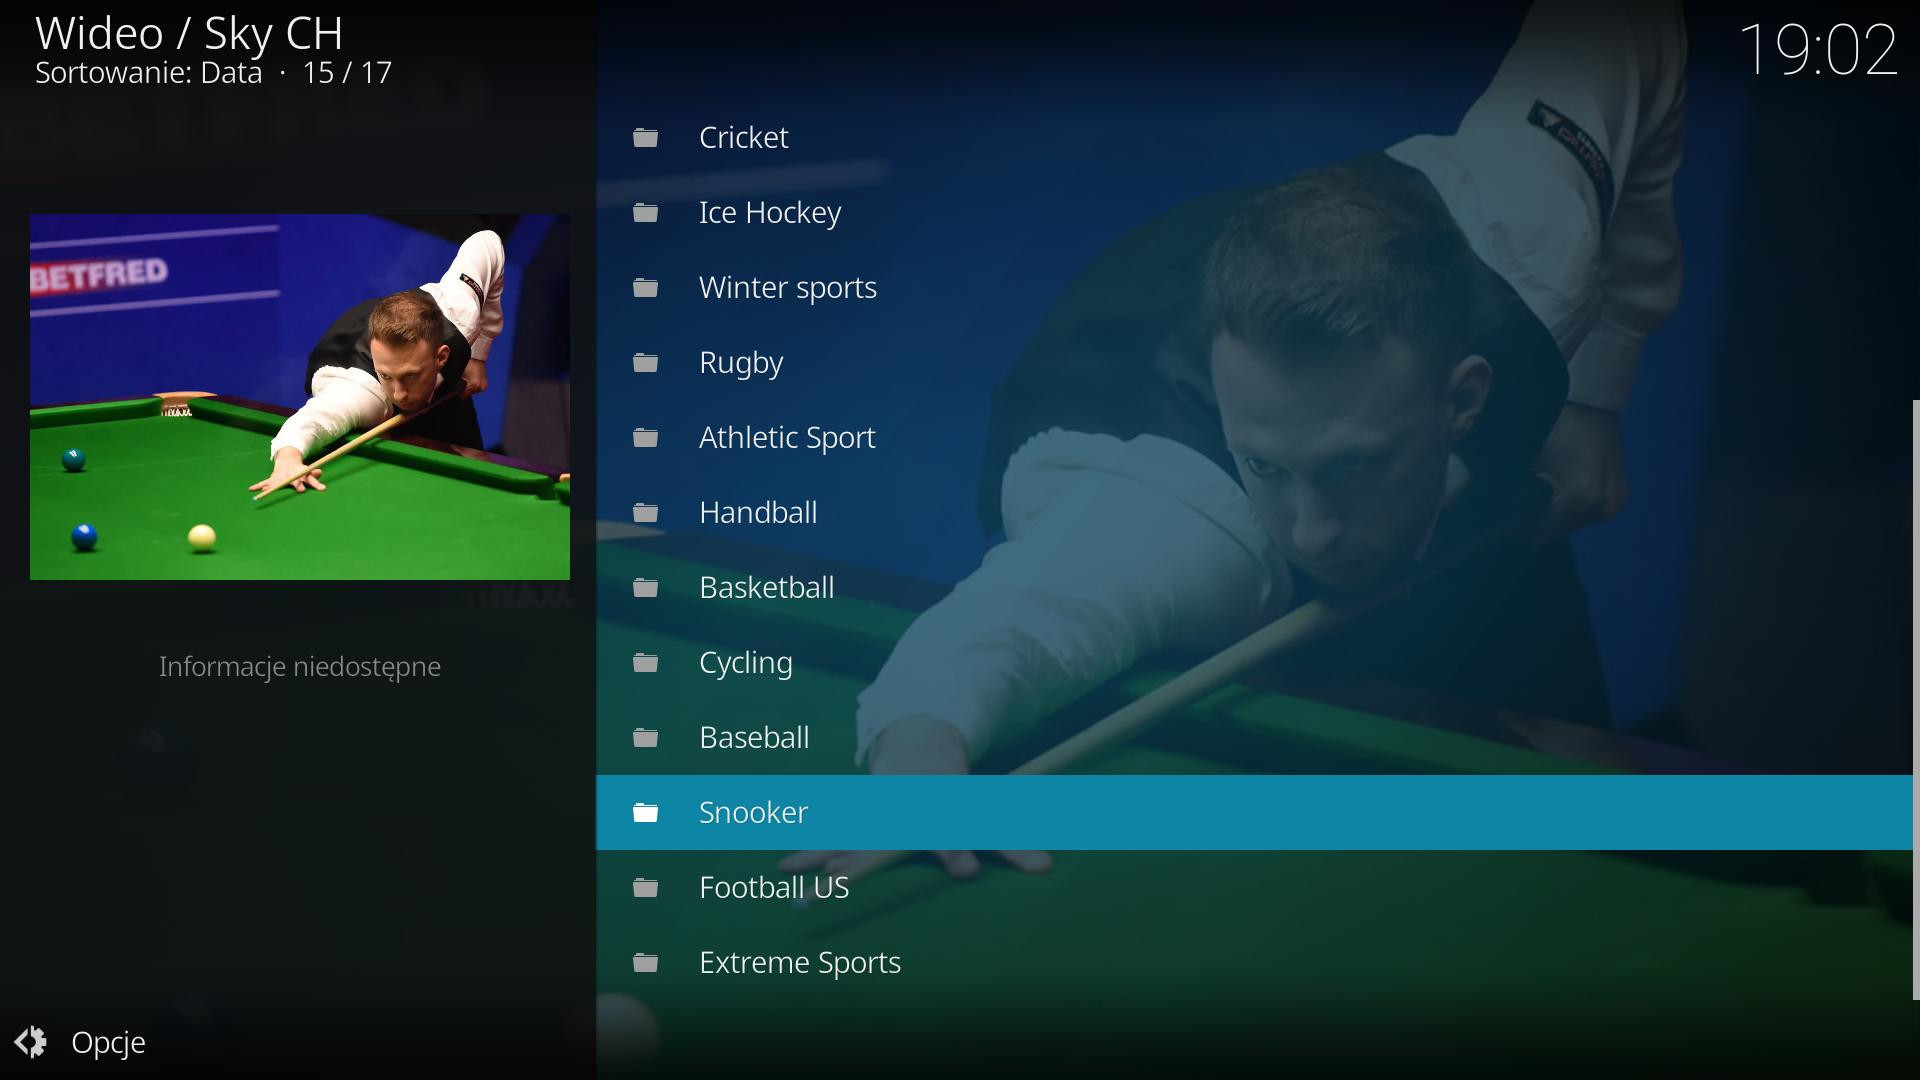 Wideo / Sky CH
Sortowanie: Data · 15 / 17
19:02
BETFRED
Informacje niedostępne
Cricket
Ice Hockey
Winter sports
Rugby
Athletic Sport
Handball
Basketball
Cycling
Baseball
Snooker
Football US
Extreme Sports
Opcje